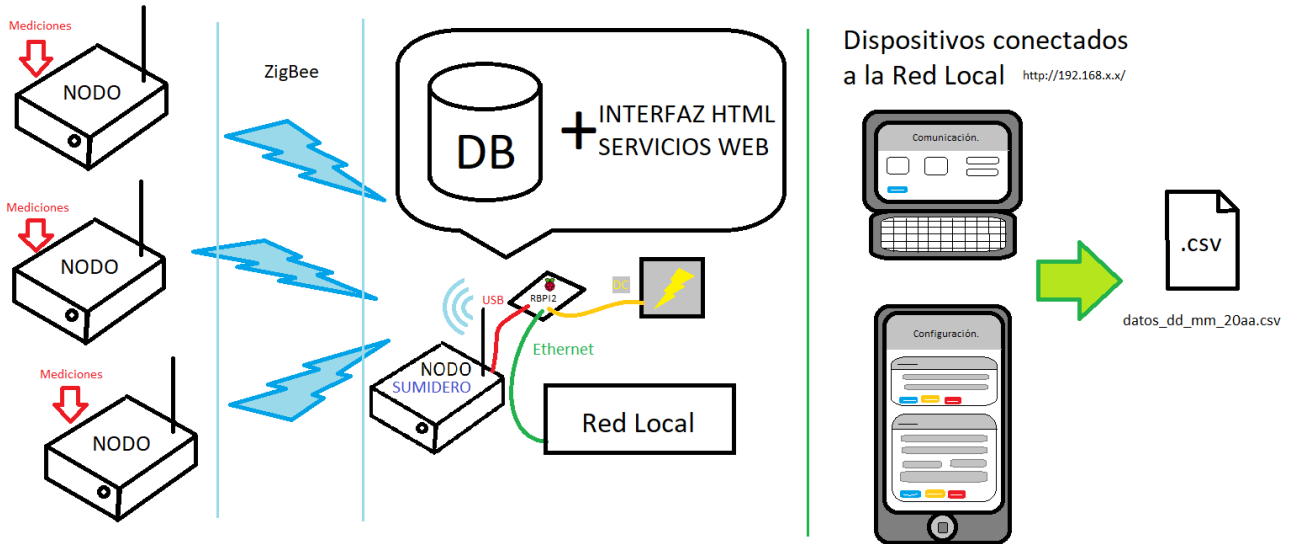 Mediciones
NODO
Mediciones
NODO
Mediciones
NODO
ZigBee
DB
INTERFAZ HTML
SERVICIOS WEB
USB
RBPI2
DC
Ethernet
NODO
SUMIDERO
Red Local
Dispositivos conectados
a la Red Local http://192.168.x.x/
Comunicación.
Configuración.
.csv
datos_dd_mm_20aa.csv